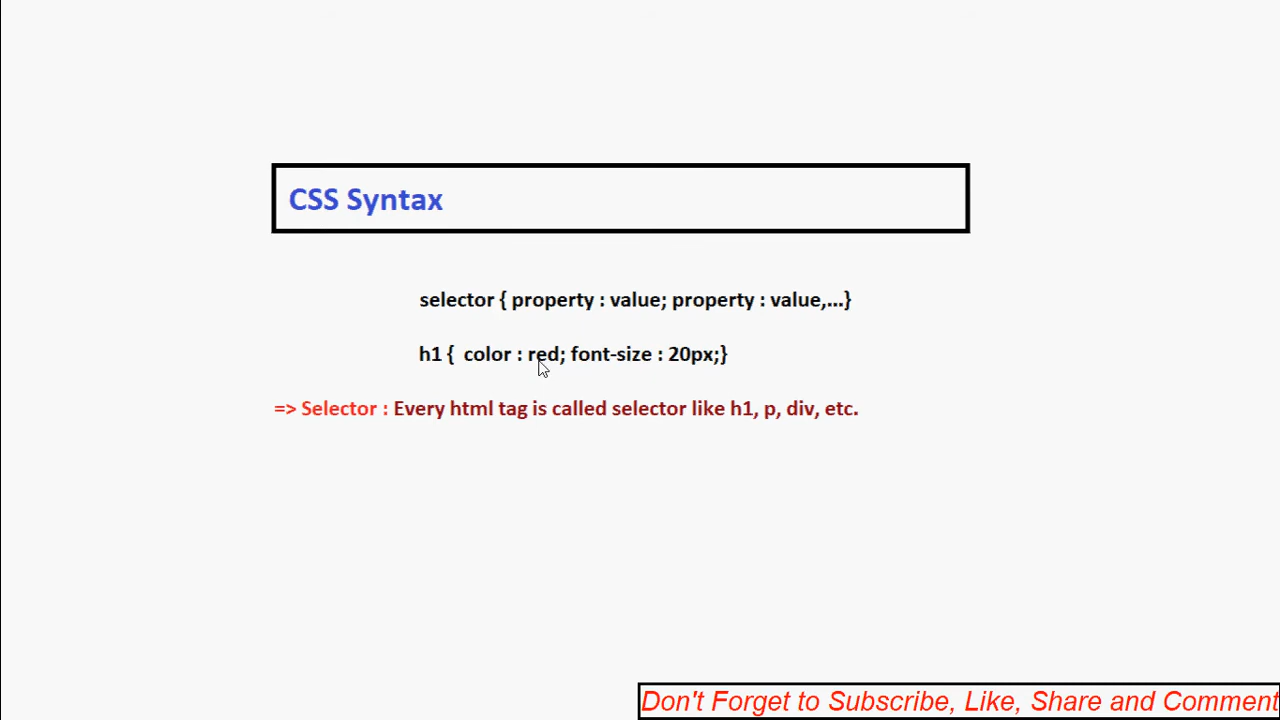 CSS Syntax
selector { property : value; property : value,...}
h1 {  color : red; font-size : 20px;}
=> Selector : Every html tag is called selector like h1, p, div, etc.
Don't Forget to Subscribe, Like, Share and Comment